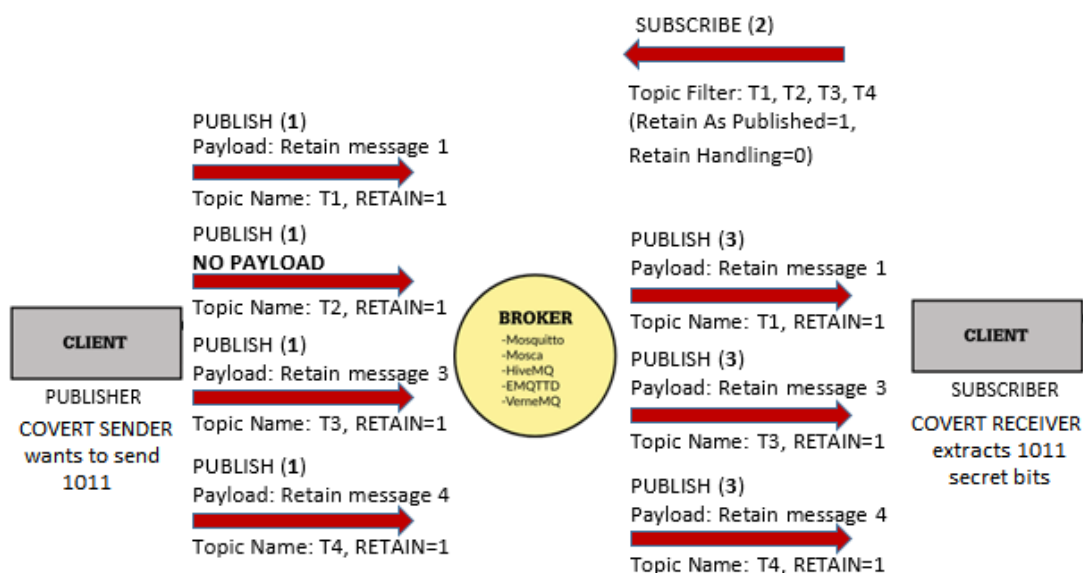 SUBSCRIBE (2)
Topic Filter: T1, T2, T3, T4
(Retain As Published=1,
Retain Handling=0)
PUBLISH (1)
Payload: Retain message 1
Topic Name: T1, RETAIN=1
PUBLISH (1)
NO PAYLOAD
Topic Name: T2, RETAIN=1
PUBLISH (1)
Payload: Retain message 3
Topic Name: T3, RETAIN=1
PUBLISH (1)
Payload: Retain message 4
Topic Name: T4, RETAIN=1
CLIENT
PUBLISHER
COVERT SENDER
wants to send
1011
BROKER
-Mosquitto
-Mosca
-HiveMQ
-EMQTTD
-VerneMQ
PUBLISH (3)
Payload: Retain message 1
Topic Name: T1, RETAIN=1
PUBLISH (3)
Payload: Retain message 3
Topic Name: T3, RETAIN=1
PUBLISH (3)
Payload: Retain message 4
Topic Name: T4, RETAIN=1
CLIENT
SUBSCRIBER
COVERT RECEIVER
extracts 1011
secret bits